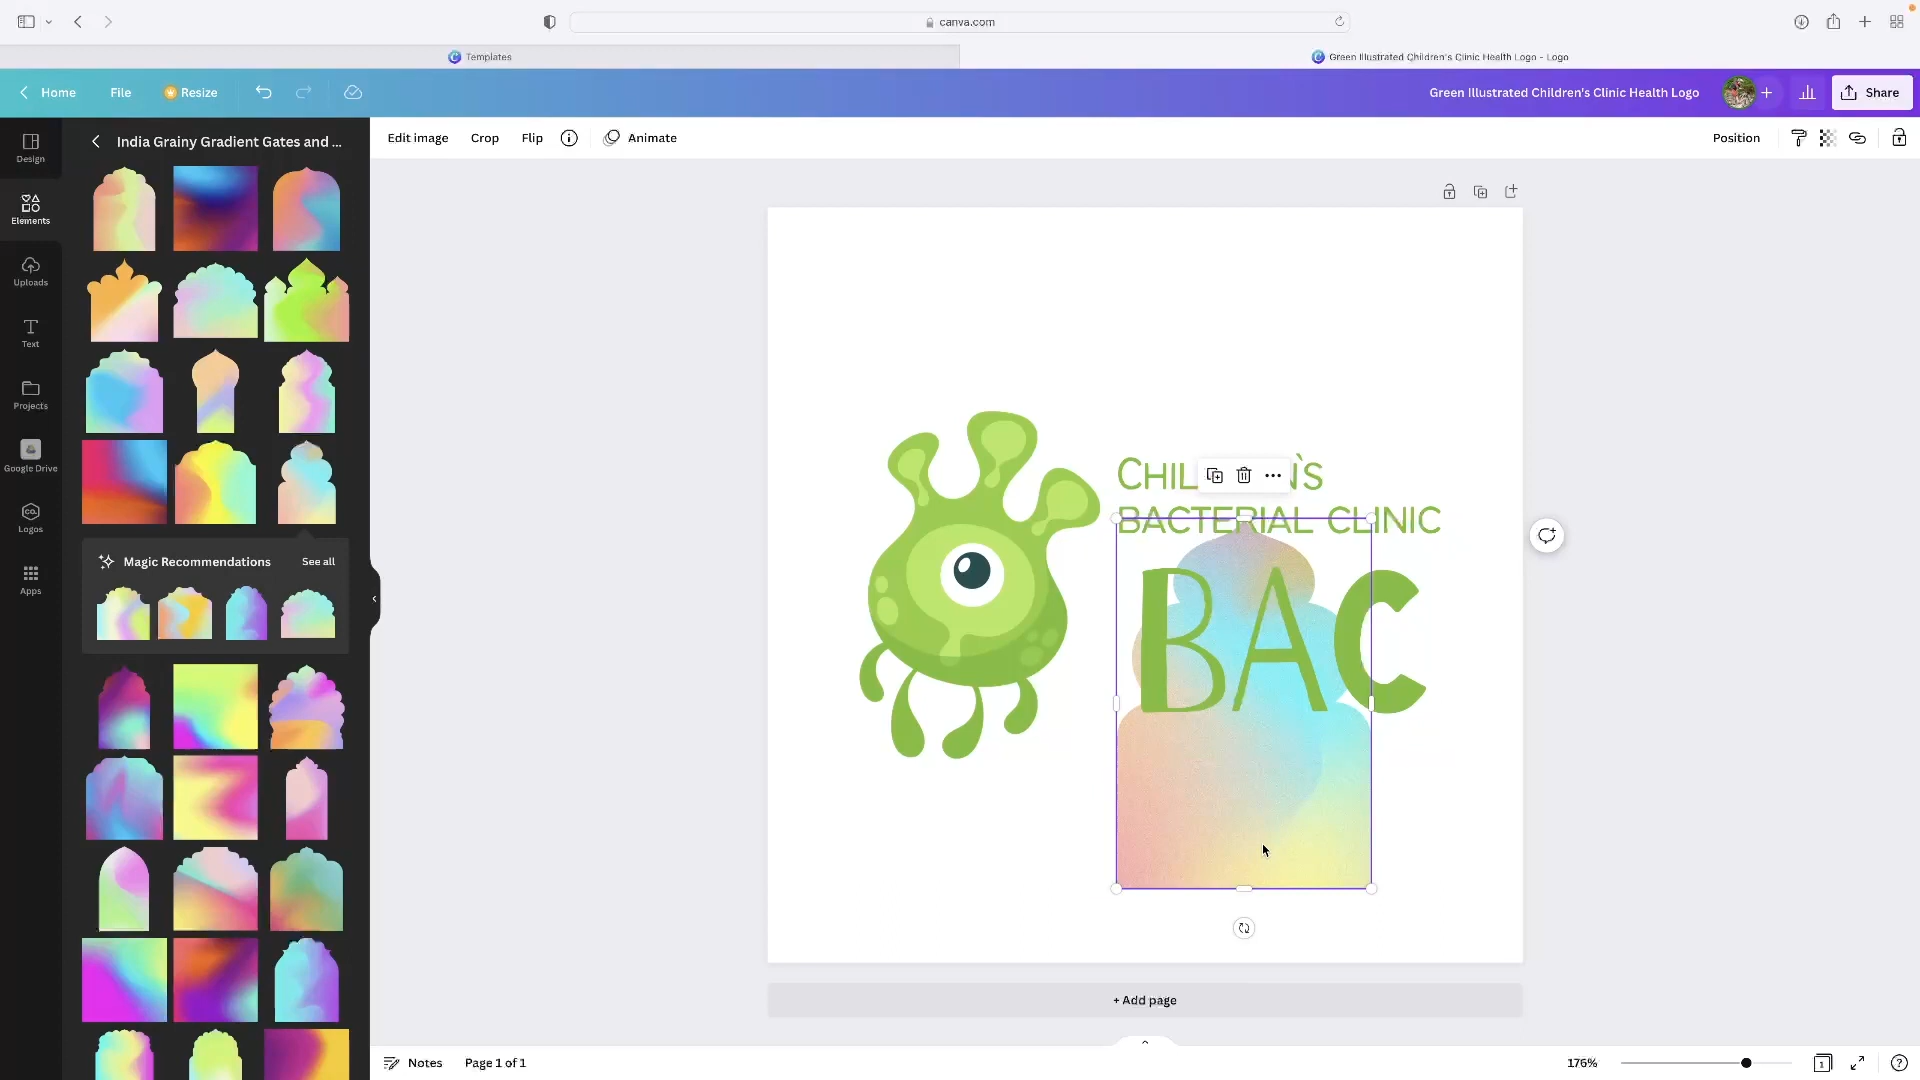 canva.com
Templates
Green Illustrated Children's Clinic Health Logo - Logo
Home
File
Resize
Green Illustrated Children's Clinic Health Logo
Share
Design
Elements
Uploads
Text
Projects
Google Drive
CO.
Logos
Apps
India Grainy Gradient Gates and ...
Magic Recommendations
See all
Edit image
Crop
Flip
Animate
Position
BACTERIAL CLINIC
BAC
+ Add page
Notes
Page 1 of 1
176%
1